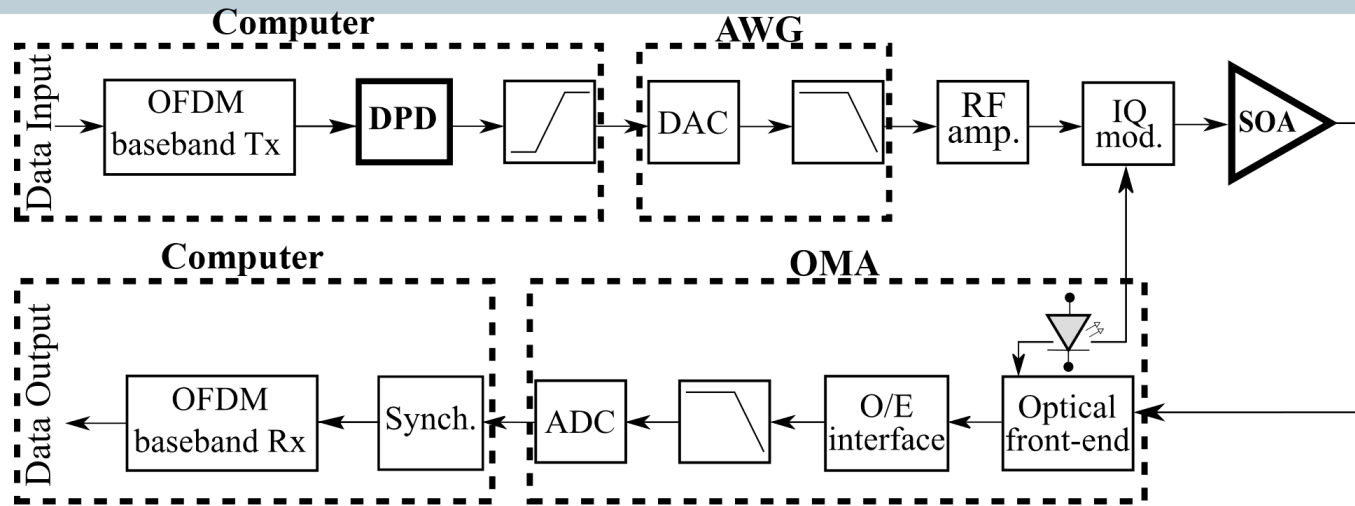 Computer
AWG
Data Input
OFDM
baseband Tx
DPD
DAC
RF
amp.
IQ
mod.
SOA
Computer
OMA
Data Output
OFDM
baseband Rx
Synch.
ADC
O/E
interface
Optical
front-end